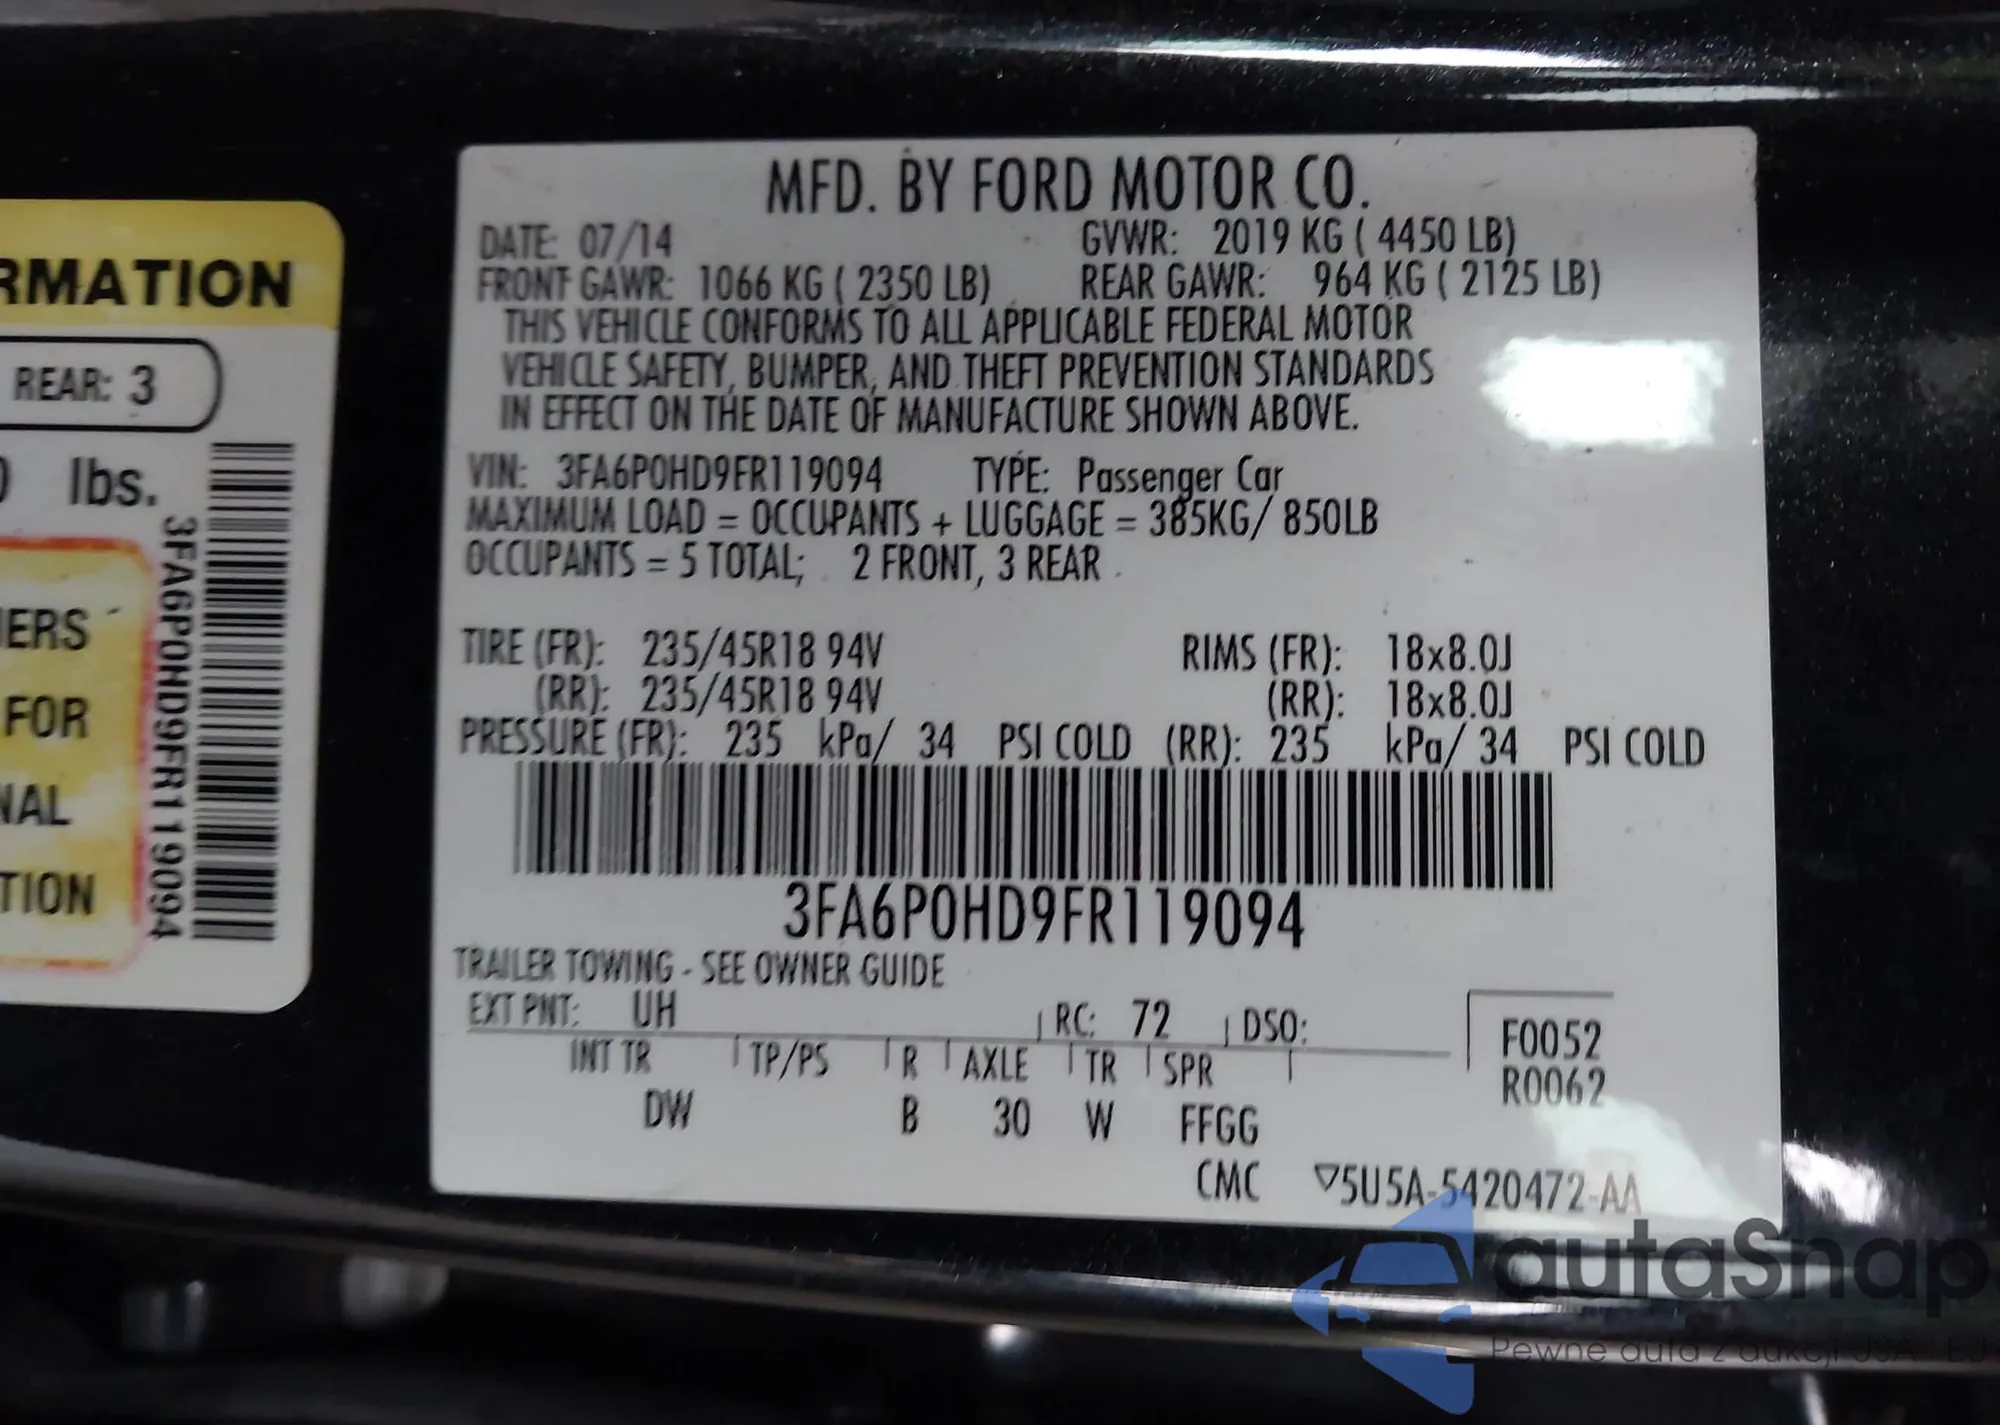 RMATION
REAR: 3
lbs.
IERS
FOR
NAL
TION
3FA6P0HD9FR119094
MFD. BY FORD MOTOR CO.
DATE: 07/14 GVWR: 2019 KG ( 4450 LB)
FRONT GAWR: 1066 KG ( 2350 LB) REAR GAWR: 964 KG ( 2125 LB)
THIS VEHICLE CONFORMS TO ALL APPLICABLE FEDERAL MOTOR
VEHICLE SAFETY, BUMPER, AND THEFT PREVENTION STANDARDS
IN EFFECT ON THE DATE OF MANUFACTURE SHOWN ABOVE.
VIN: 3FA6P0HD9FR119094 TYPE: Passenger Car
MAXIMUM LOAD = OCCUPANTS + LUGGAGE = 385KG/ 850LB
OCCUPANTS = 5 TOTAL; 2 FRONT, 3 REAR
TIRE (FR): 235/45R18 94V RIMS (FR): 18x8.0J
(RR): 235/45R18 94V (RR): 18x8.0J
PRESSURE (FR): 235 kPa/ 34 PSI COLD (RR): 235 kPa/ 34 PSI COLD
3FA6P0HD9FR119094
TRAILER TOWING - SEE OWNER GUIDE
EXT PNT: UH RC: 72 DSO:
INT TR TP/PS R AXLE TR SPR
DW B 30 W FFGG
F0052
R0062
CMC ▽5U5A-5420472-AA
autaSnap
Pewne auta z aukcji USA